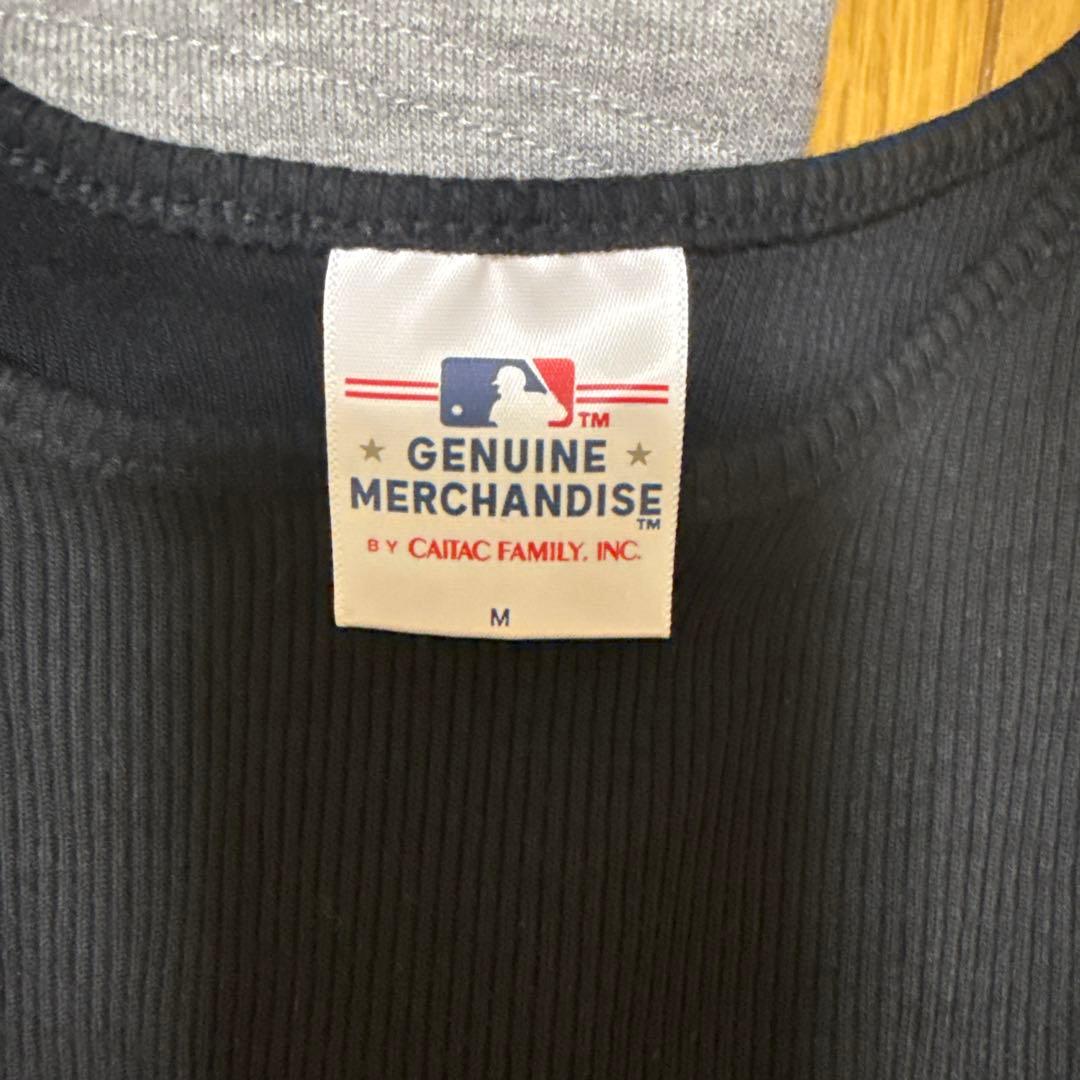 TM
GENUINE
MERCHANDISE
TM
BY CAITAC FAMILY, INC.
M